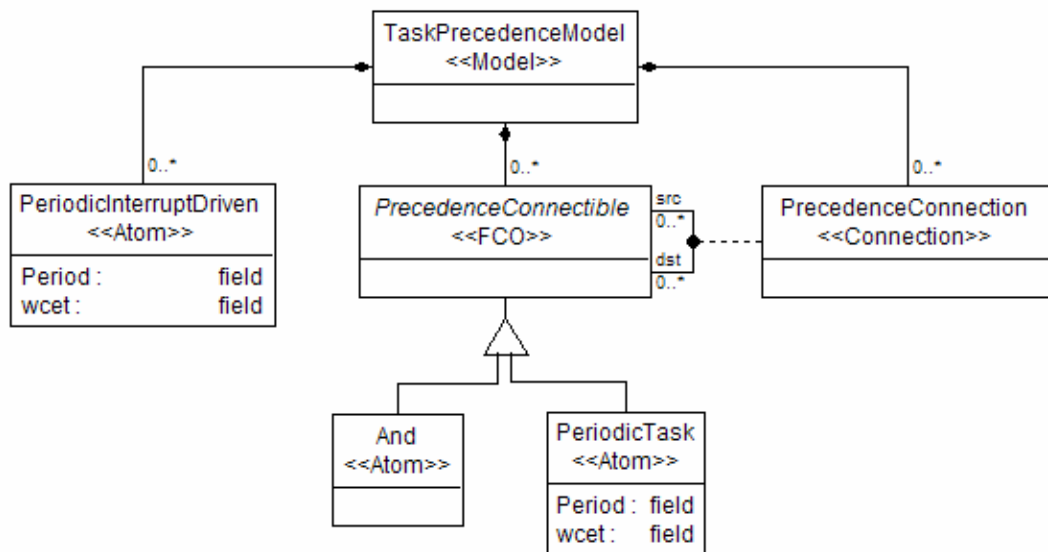 TaskPrecedenceModel
<<Model>>
0..*
0..*
0..*
PeriodicInterruptDriven
<<Atom>>
Period : field
wcet : field
PrecedenceConnectible
<<FCO>>
src
0..*
dst
0..*
PrecedenceConnection
<<Connection>>
And
<<Atom>>
PeriodicTask
<<Atom>>
Period : field
wcet : field